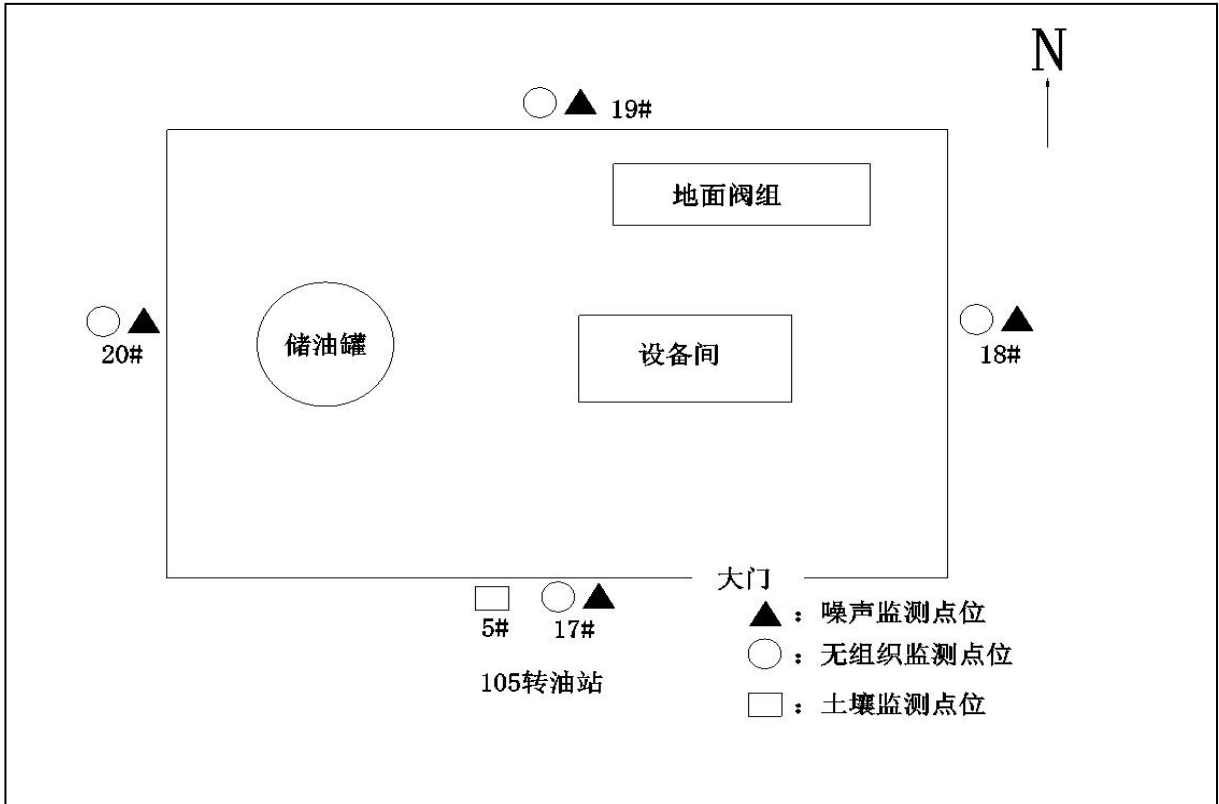 N
19#
地面阀组
储油罐
设备间
20#
18#
大门
5#
17#
105转油站
：噪声监测点位
：无组织监测点位
：土壤监测点位